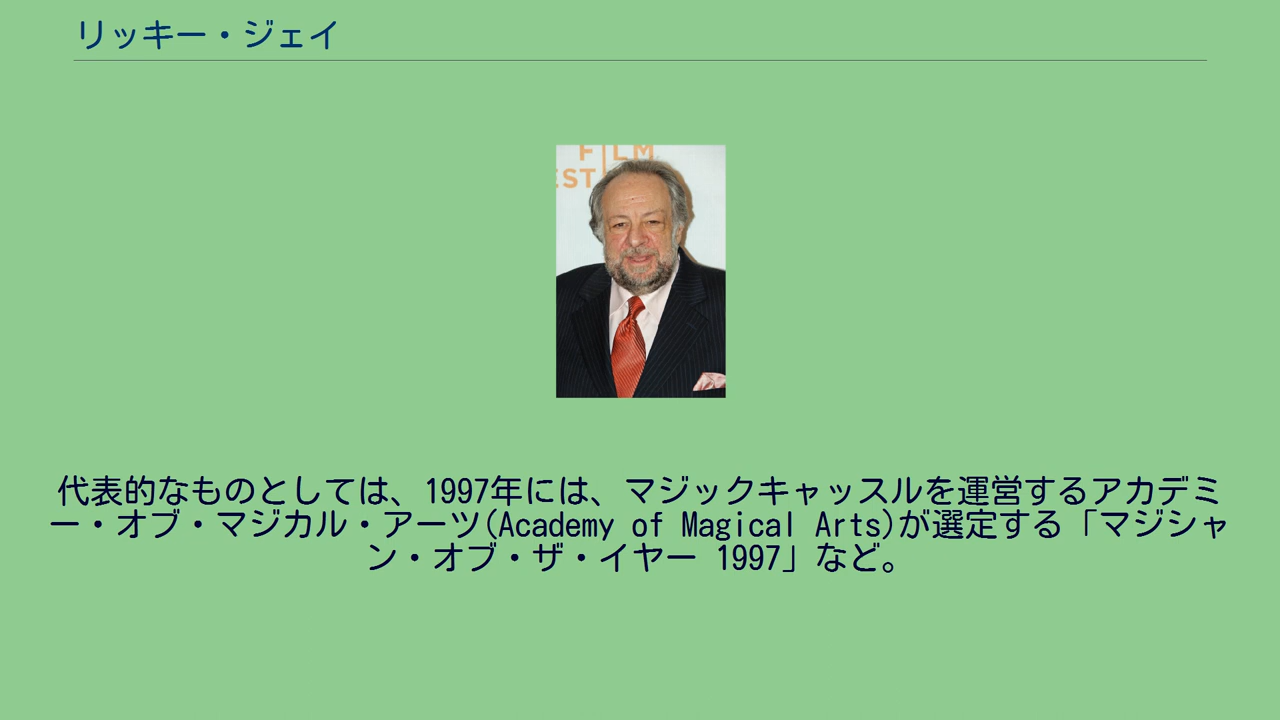 リッキー・ジェイ
FILM
EST
代表的なものとしては、1997年には、マジックキャッスルを運営するアカデミ
ー・オブ・マジカル・アーツ(Academy of Magical Arts)が選定する「マジシャ
ン・オブ・ザ・イヤー 1997」など。